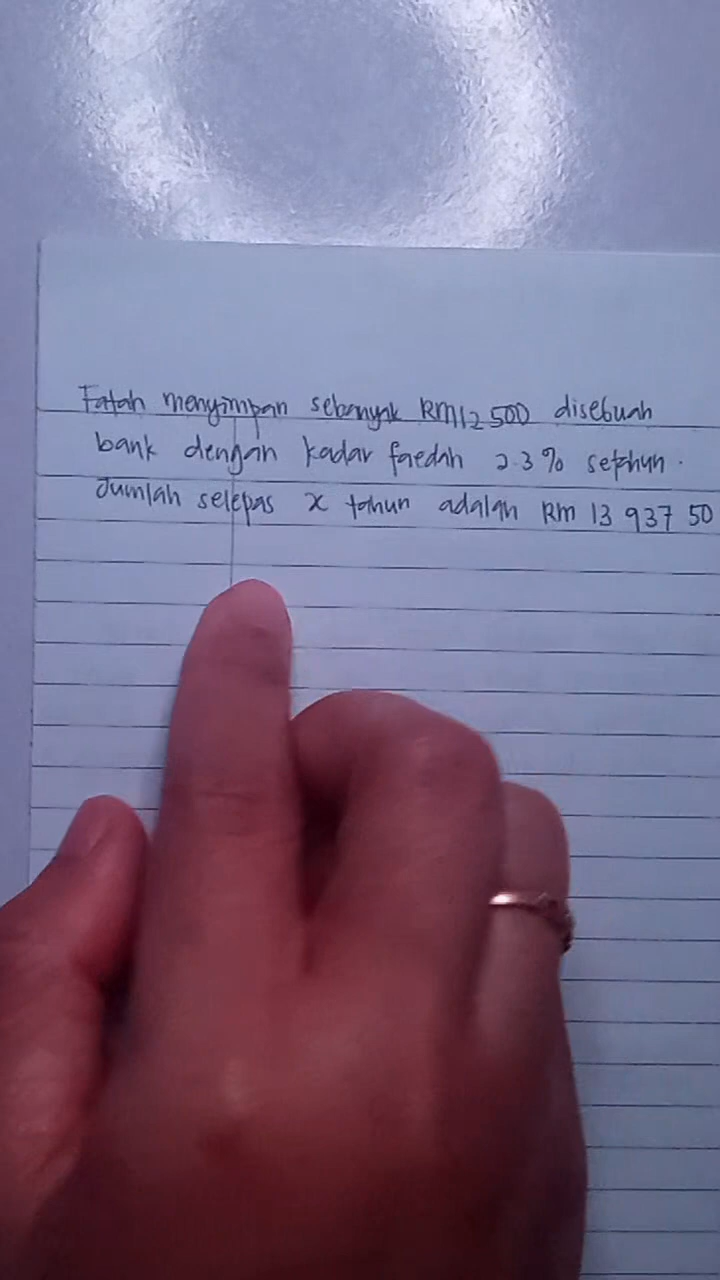 Fatah menyimpan sebanyak RM12 500 disebuah
bank dengan kadar faedah 2.3% setahun.
Jumlah selepas x tahun adalah RM 13 937 50